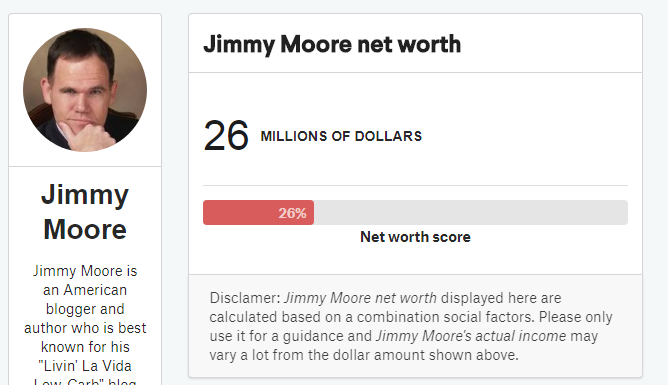 Jimmy
Moore
Jimmy Moore is
an American
blogger and
author who is best
known for his
"Livin' La Vida
Low-Carb" blog
Jimmy Moore net worth
26 MILLIONS OF DOLLARS
26%
Net worth score
Disclamer: Jimmy Moore net worth displayed here are
calculated based on a combination social factors. Please only
use it for a guidance and Jimmy Moore's actual income may
vary a lot from the dollar amount shown above.